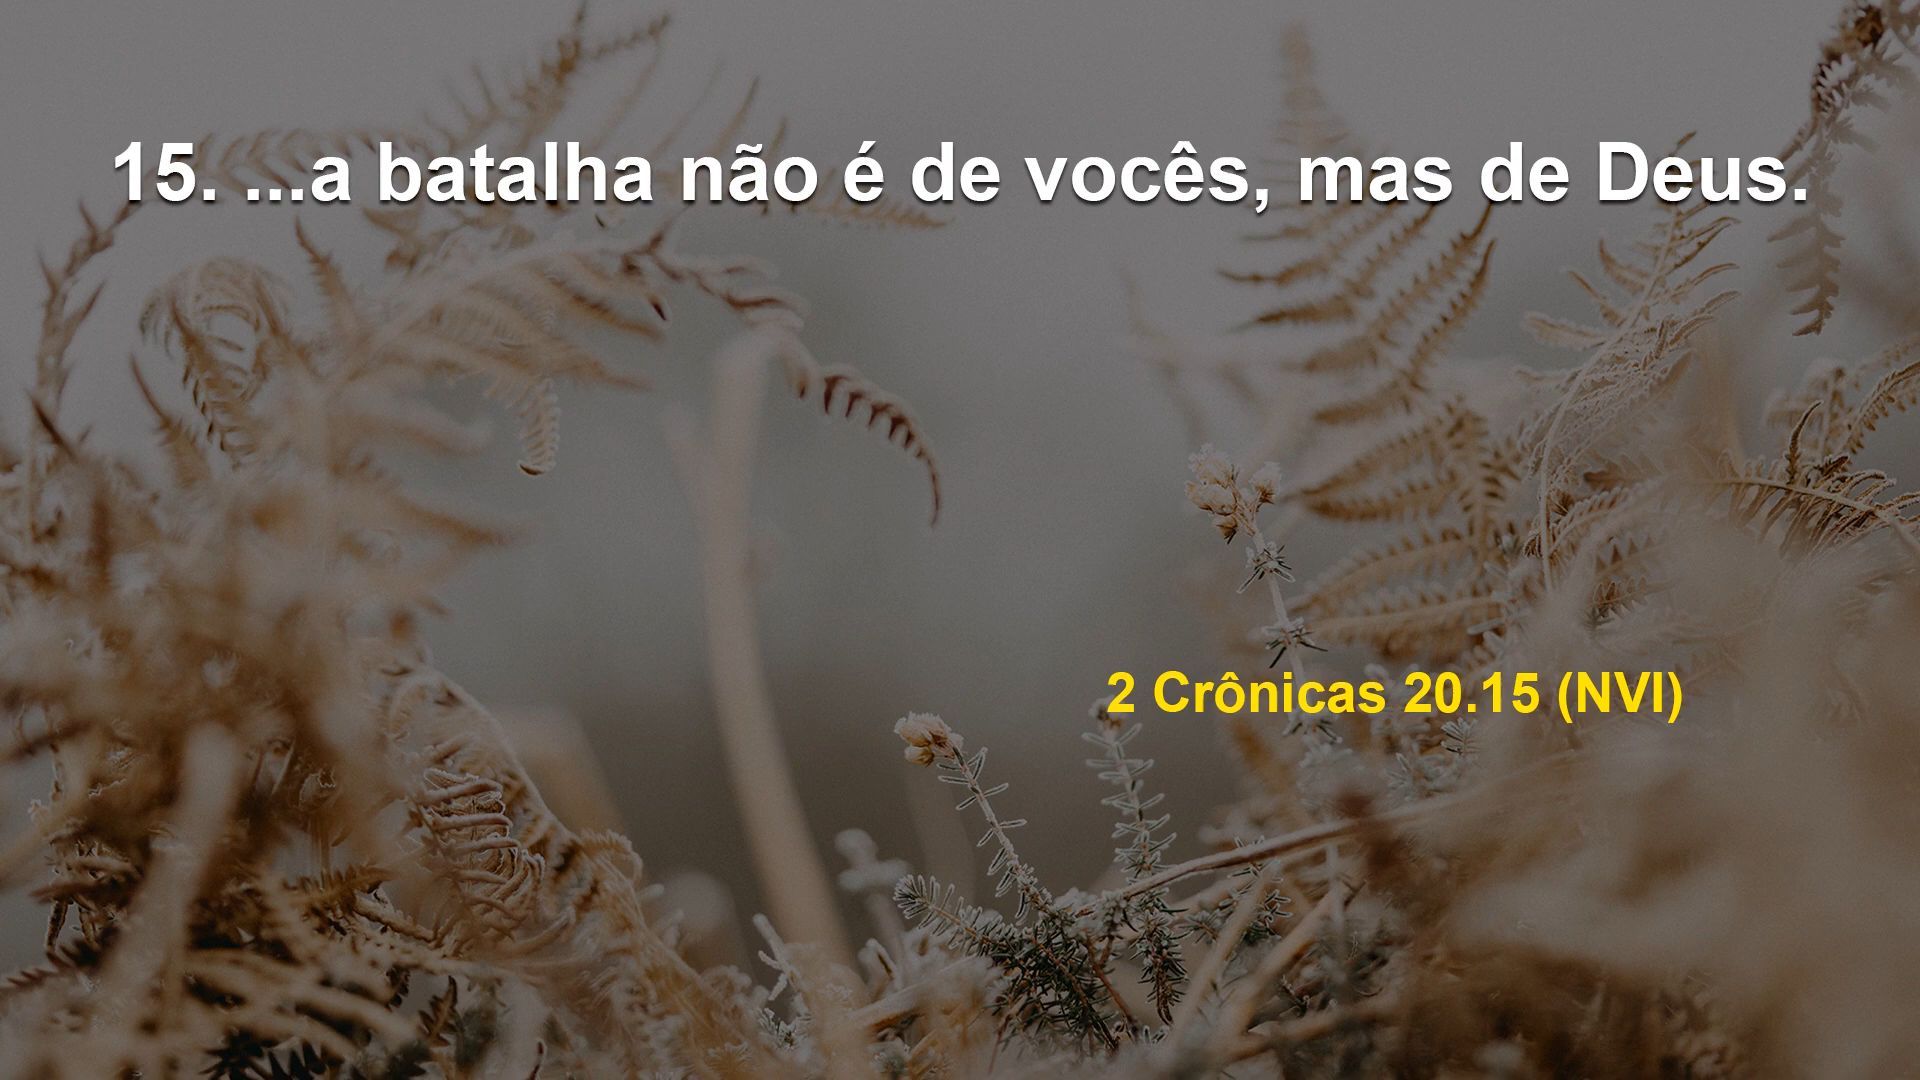 15. ...a batalha não é de vocês, mas de Deus.
2 Crônicas 20.15 (NVI)